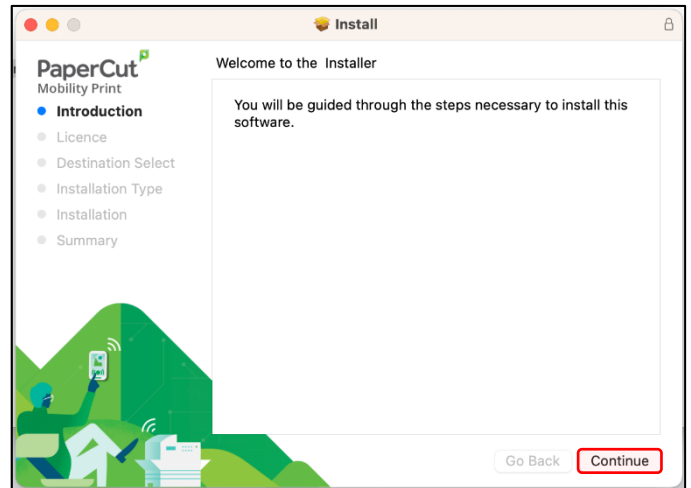 Install
PaperCut
Mobility Print
Welcome to the Installer
Introduction
Licence
Destination Select
Installation Type
Installation
Summary
You will be guided through the steps necessary to install this
software.
Go Back
Continue